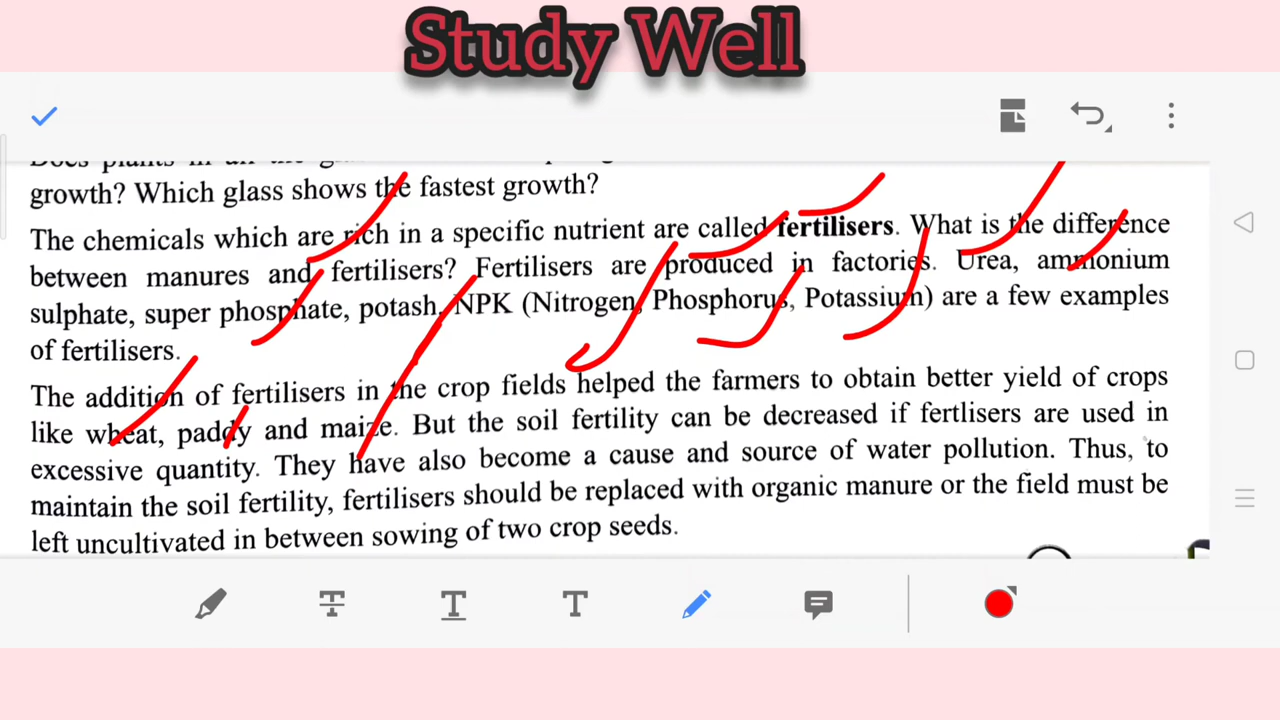 Study Well
growth? Which glass shows the fastest growth?
The chemicals which are rich in a specific nutrient are called fertilisers. What is the difference
between manures and fertilisers? Fertilisers are produced in factories. Urea, ammonium
sulphate, super phosphate, potash, NPK (Nitrogen, Phosphorus, Potassium) are a few examples
of fertilisers.
The addition of fertilisers in the crop fields helped the farmers to obtain better yield of crops
like wheat, paddy and maize. But the soil fertility can be decreased if fertlisers are used in
excessive quantity. They have also become a cause and source of water pollution. Thus, to
maintain the soil fertility, fertilisers should be replaced with organic manure or the field must be
left uncultivated in between sowing of two crop seeds.